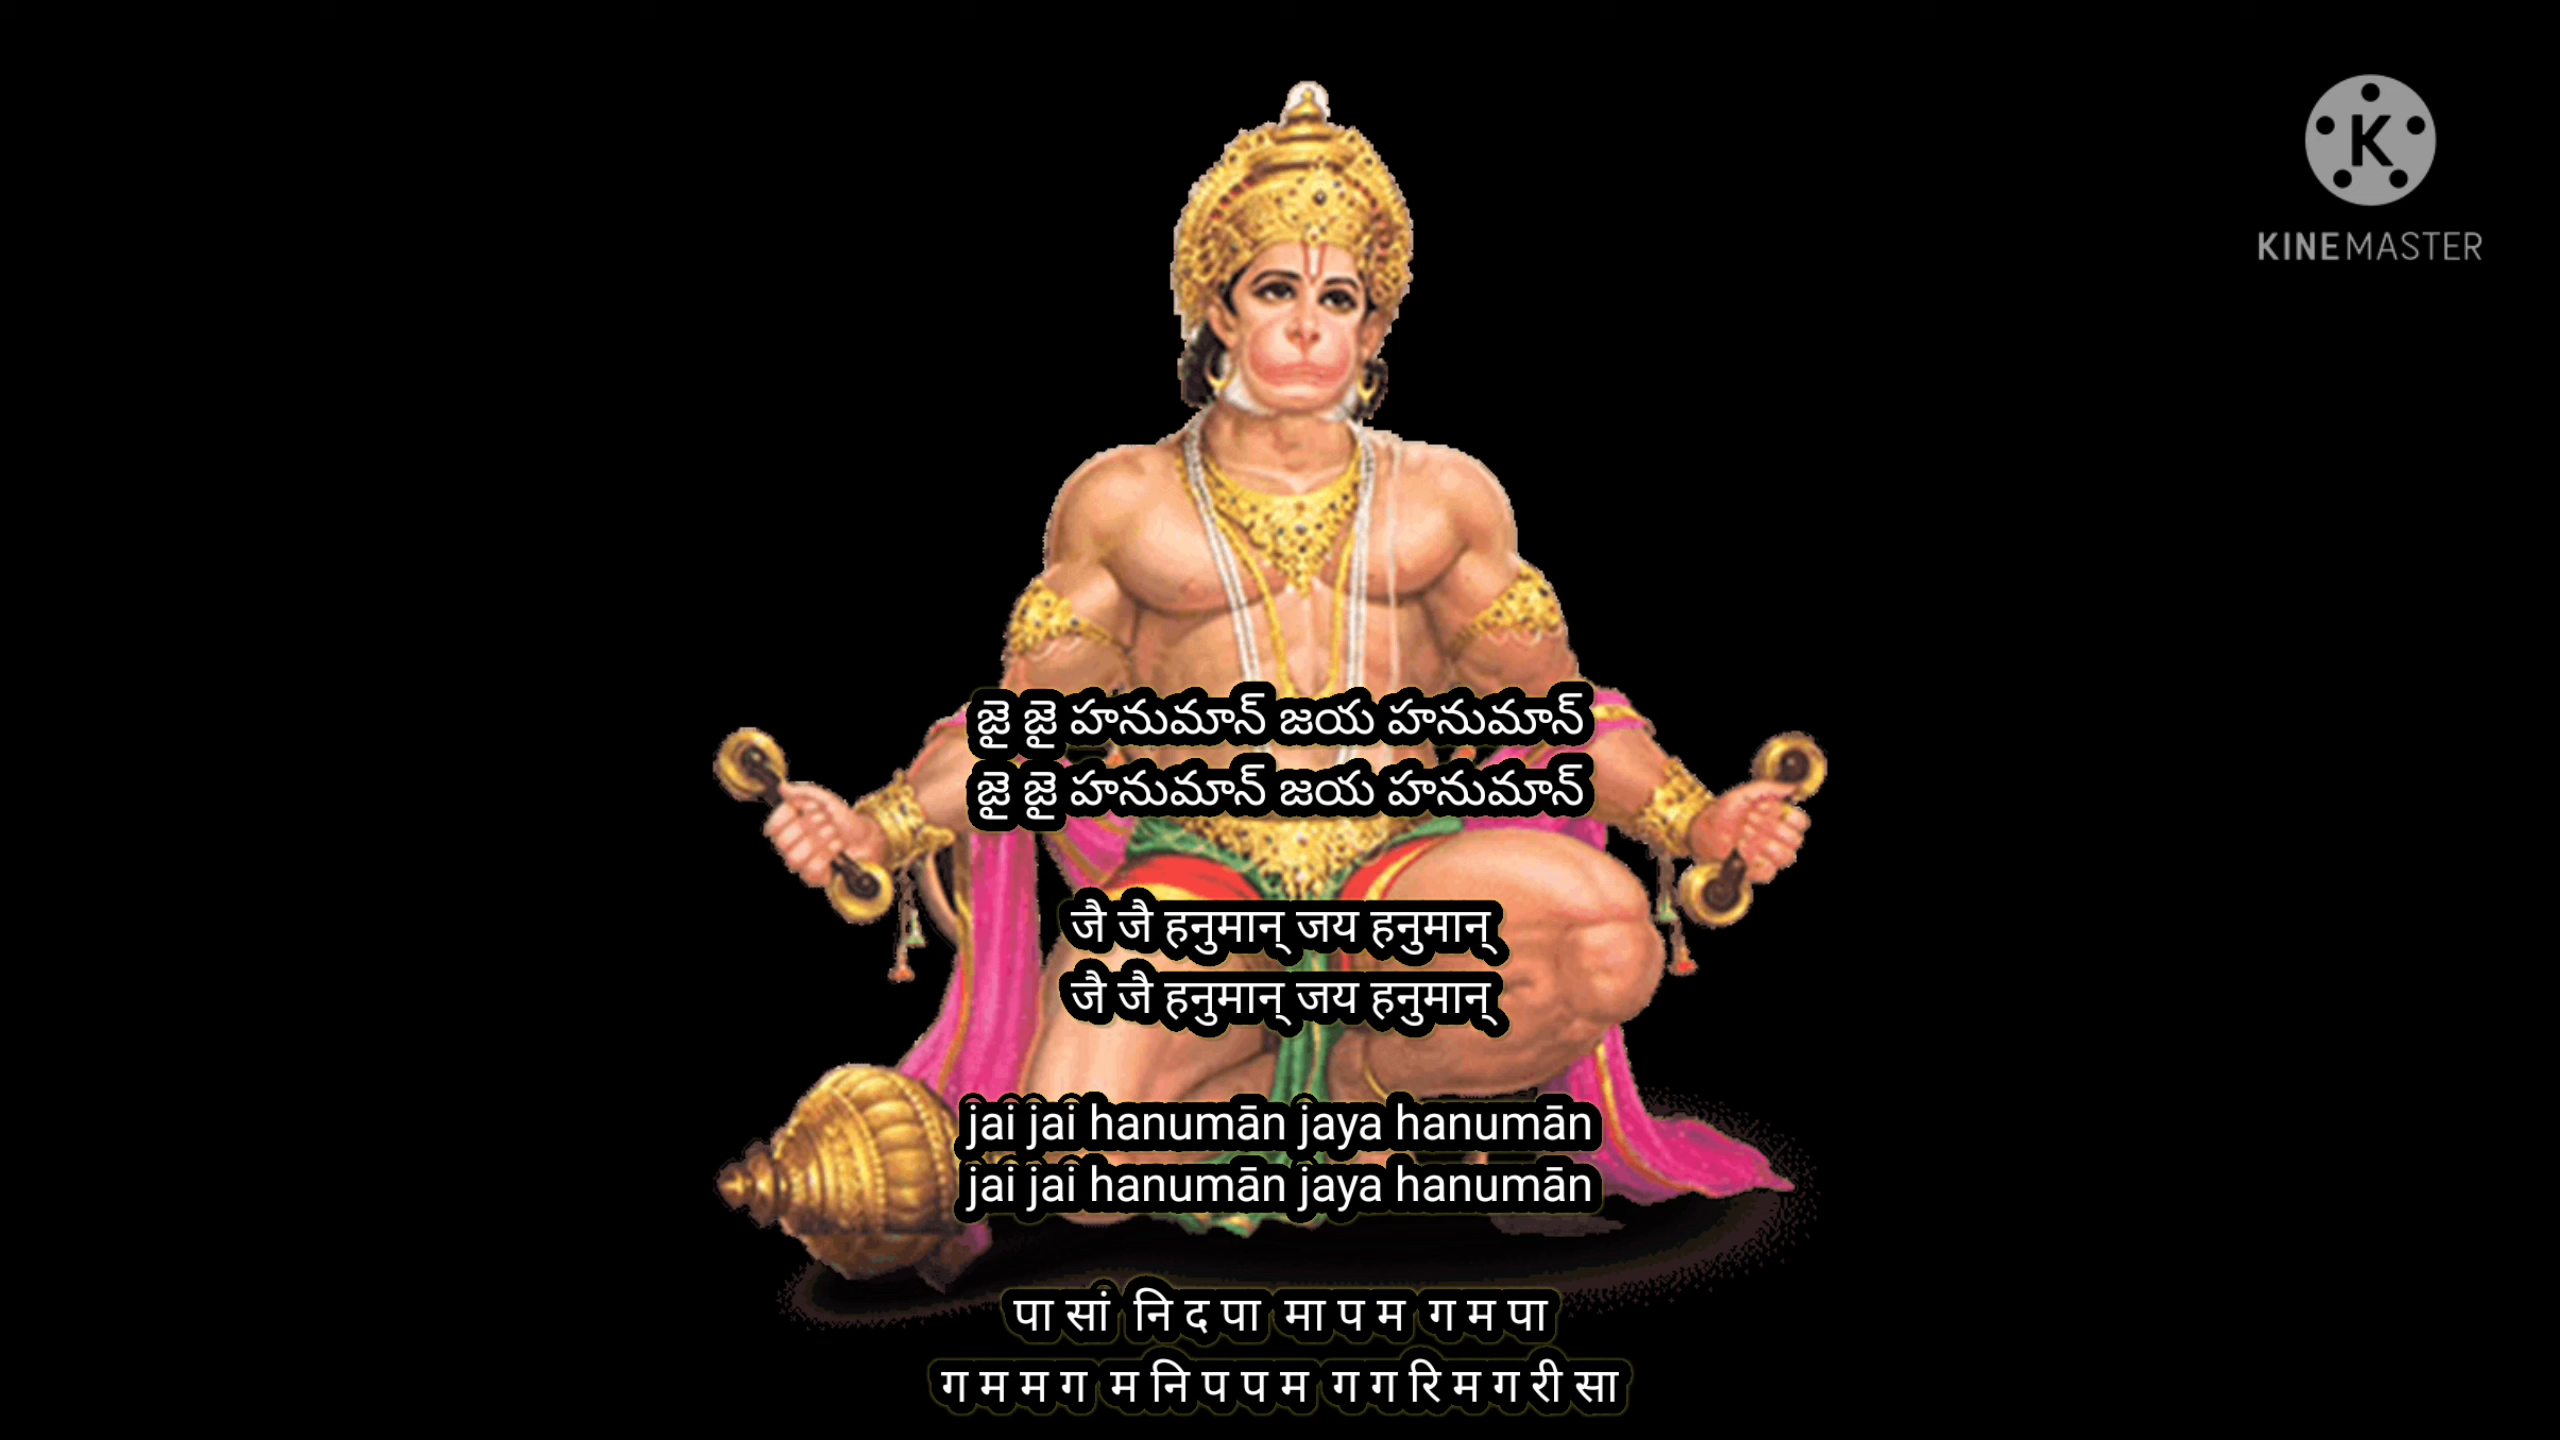 K
KINEMASTER
జై జై హనుమాన్ జయ హనుమాన్
జై జై హనుమాన్ జయ హనుమాన్
जै जै हनुमान् जय हनुमान्
जै जै हनुमान् जय हनुमान्
jai jai hanumān jaya hanumān
jai jai hanumān jaya hanumān
पा सां नि द पा मा प म ग म पा
ग म म ग म नि प प म ग ग रि म ग री सा